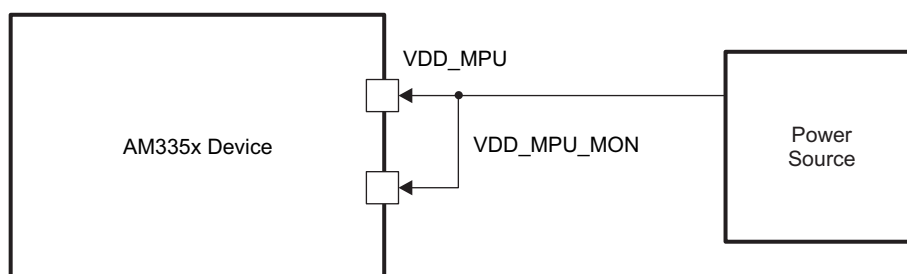 VDD_MPU
AM335x Device
VDD_MPU_MON
Power
Source